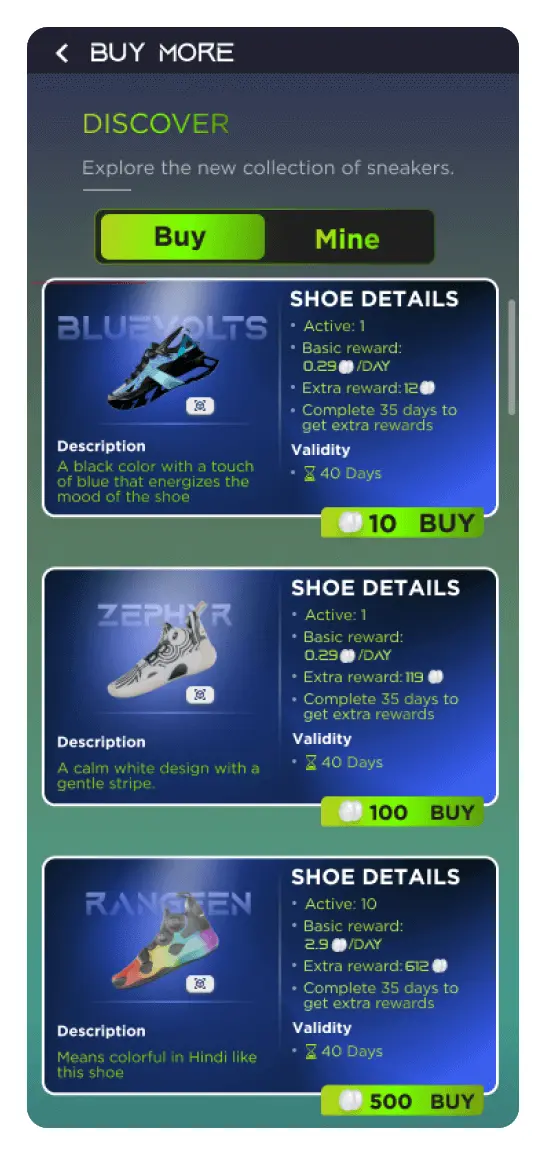 BUY MORE
DISCOVER
Explore the new collection of sneakers.
Buy
Mine
BLUEVOLTS
SHOE DETAILS
• Active: 1
• Basic reward:
0.29/DAY
• Extra reward:12
• Complete 35 days to
get extra rewards
Validity
• 40 Days
Description
A black color with a touch
of blue that energizes the
mood of the shoe
10 BUY
ZEPHYR
SHOE DETAILS
• Active: 1
• Basic reward:
0.29/DAY
• Extra reward:119
• Complete 35 days to
get extra rewards
Validity
• 40 Days
Description
A calm white design with a
gentle stripe.
100 BUY
RANGEEN
SHOE DETAILS
• Active: 10
• Basic reward:
2.9/DAY
• Extra reward:612
• Complete 35 days to
get extra rewards
Validity
• 40 Days
Description
Means colorful in Hindi like
this shoe
500 BUY